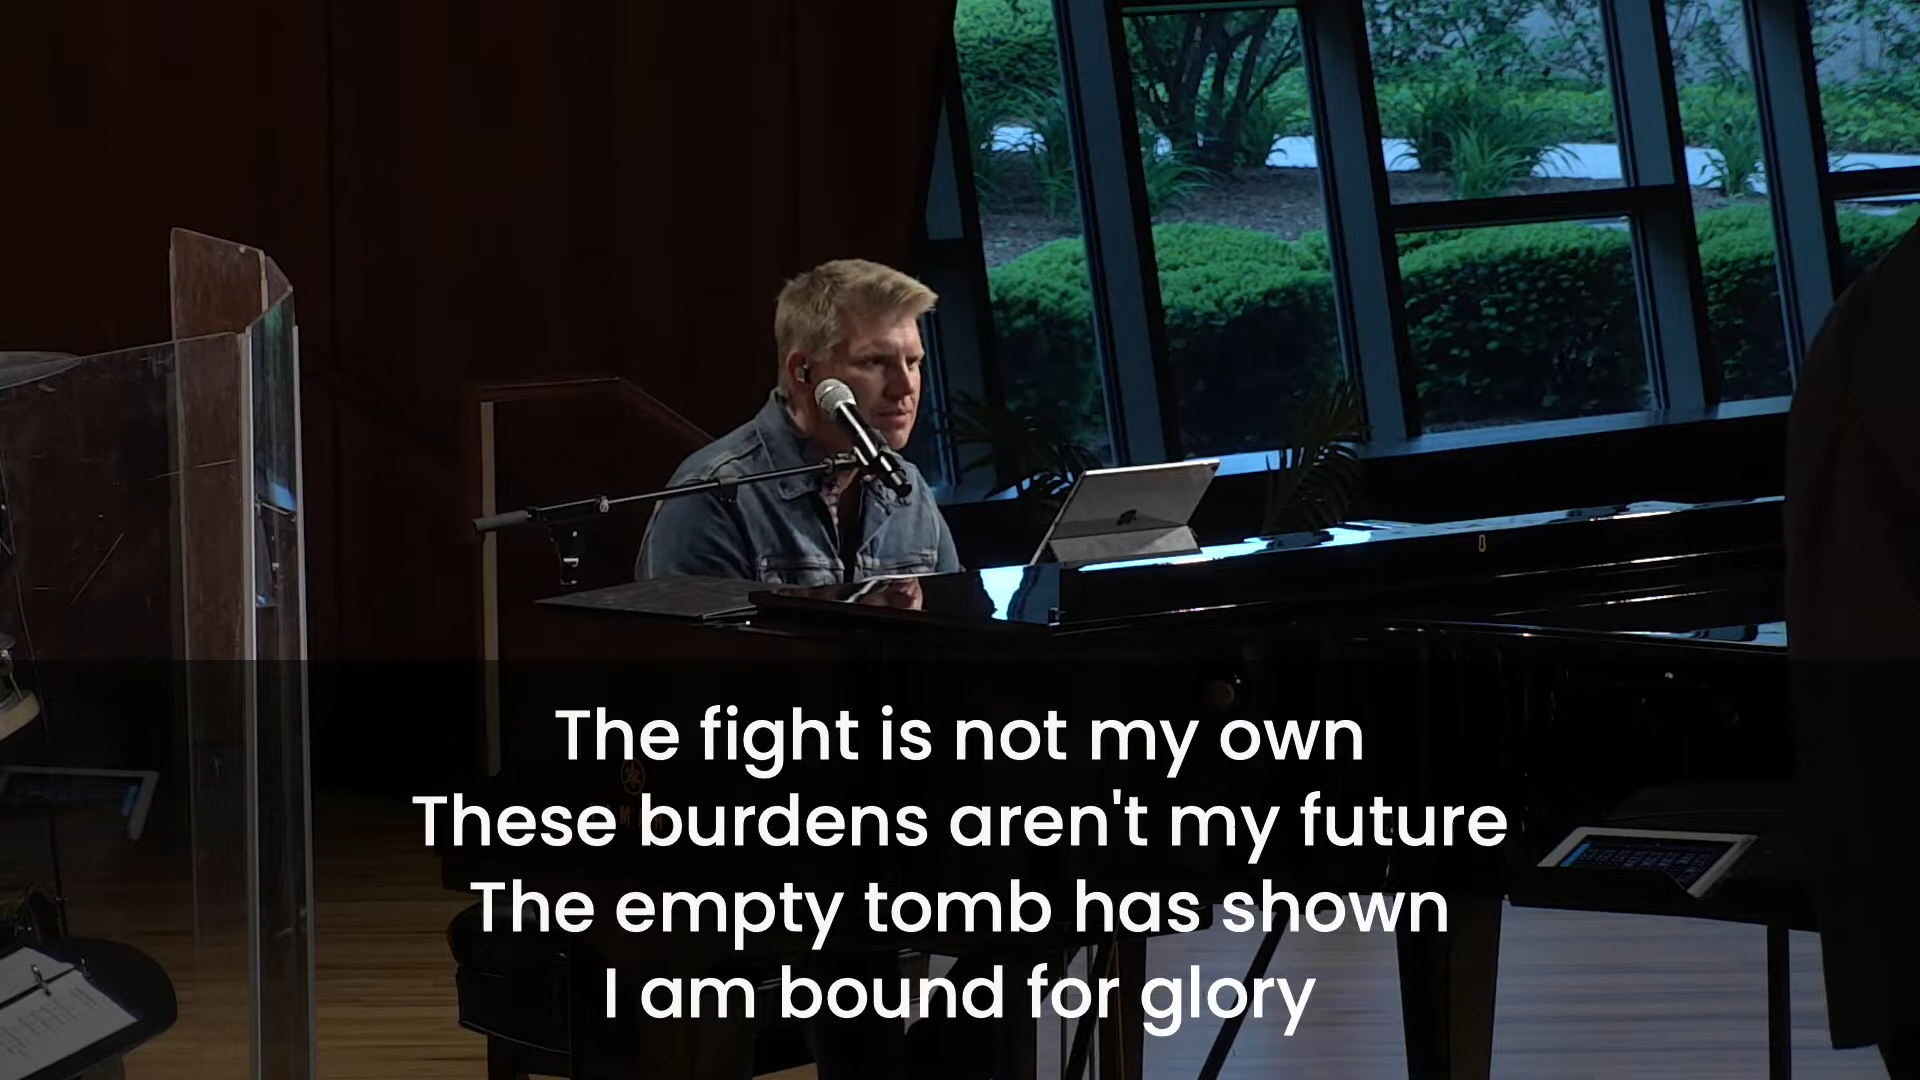 The fight is not my own
These burdens aren't my future
The empty tomb has shown
I am bound for glory